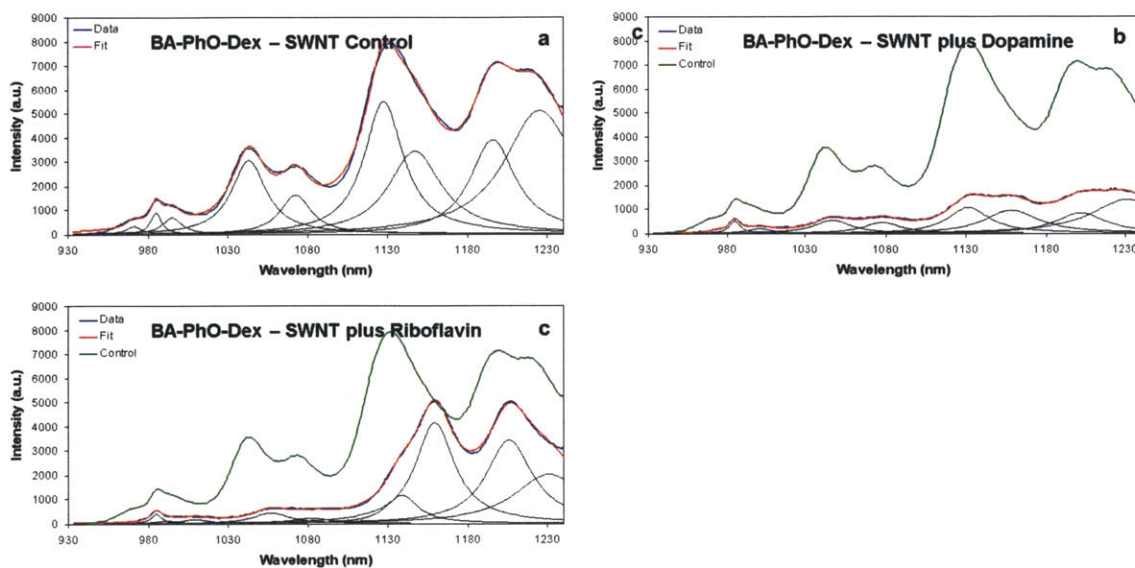 BA-PhO-Dex – SWNT Control
a
Data
Fit
Intensity (a.u.)
9000
8000
7000
6000
5000
4000
3000
2000
1000
0
930 980 1030 1080 1130 1180 1230
Wavelength (nm)
c
BA-PhO-Dex – SWNT plus Dopamine
b
Data
Fit
Control
Intensity (a.u.)
9000
8000
7000
6000
5000
4000
3000
2000
1000
0
930 980 1030 1080 1130 1180 1230
Wavelength (nm)
BA-PhO-Dex – SWNT plus Riboflavin
c
Data
Fit
Control
Intensity (a.u.)
9000
8000
7000
6000
5000
4000
3000
2000
1000
0
930 980 1030 1080 1130 1180 1230
Wavelength (nm)